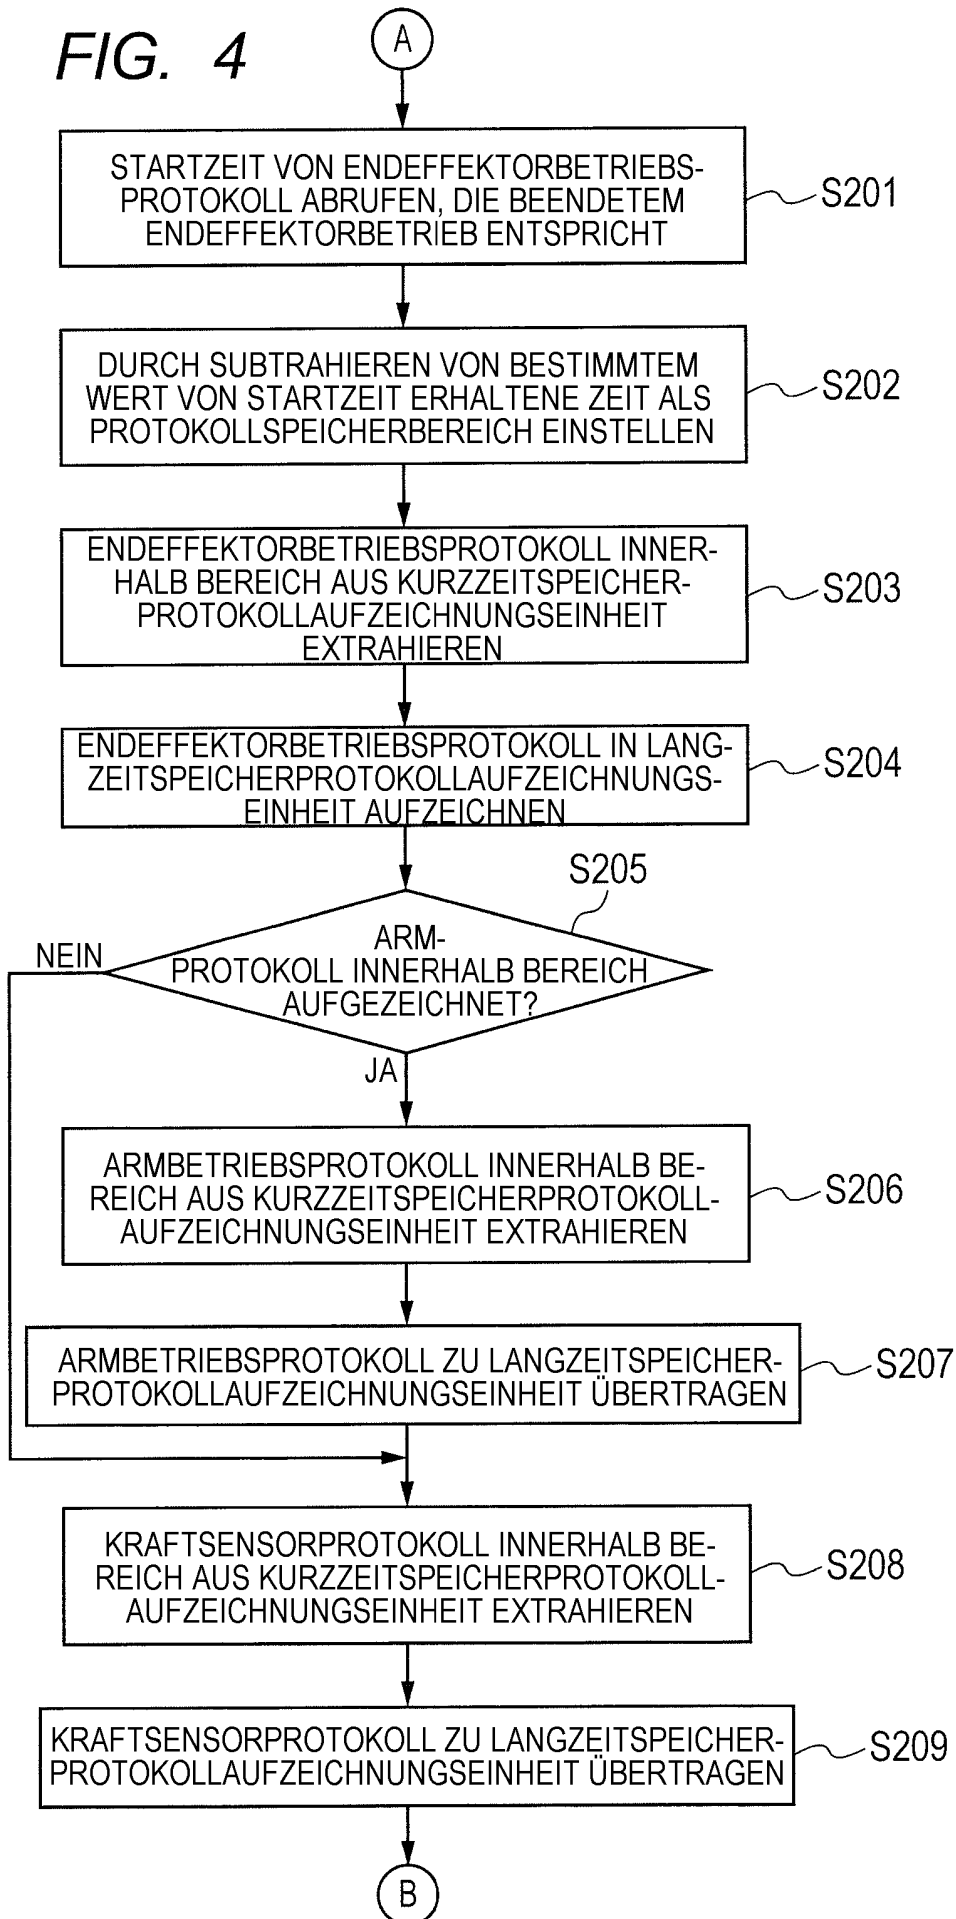 FIG. 4
A
STARTZEIT VON ENDEFFEKTORBETRIEBS-
PROTOKOLL ABRUFEN, DIE BEENDETEM
ENDEFFEKTORBETRIEB ENTSPRICHT
S201
DURCH SUBTRAHIEREN VON BESTIMMTEM
WERT VON STARTZEIT ERHALTENE ZEIT ALS
PROTOKOLLSPEICHERBEREICH EINSTELLEN
S202
ENDEFFEKTORBETRIEBSPROTOKOLL INNER-
HALB BEREICH AUS KURZZEITSPEICHER-
PROTOKOLLAUFZEICHNUNGSEINHEIT
EXTRAHIEREN
S203
ENDEFFEKTORBETRIEBSPROTOKOLL IN LANG-
ZEITSPEICHERPROTOKOLLAUFZEICHNUNGS-
EINHEIT AUFZEICHNEN
S204
S205
ARM-
PROTOKOLL INNERHALB BEREICH
AUFGEZEICHNET?
NEIN
JA
ARMBETRIEBSPROTOKOLL INNERHALB BE-
REICH AUS KURZZEITSPEICHERPROTOKOLL-
AUFZEICHNUNGSEINHEIT EXTRAHIEREN
S206
ARMBETRIEBSPROTOKOLL ZU LANGZEITSPEICHER-
PROTOKOLLAUFZEICHNUNGSEINHEIT ÜBERTRAGEN
S207
KRAFTSENSORPROTOKOLL INNERHALB BE-
REICH AUS KURZZEITSPEICHERPROTOKOLL-
AUFZEICHNUNGSEINHEIT EXTRAHIEREN
S208
KRAFTSENSORPROTOKOLL ZU LANGZEITSPEICHER-
PROTOKOLLAUFZEICHNUNGSEINHEIT ÜBERTRAGEN
S209
B